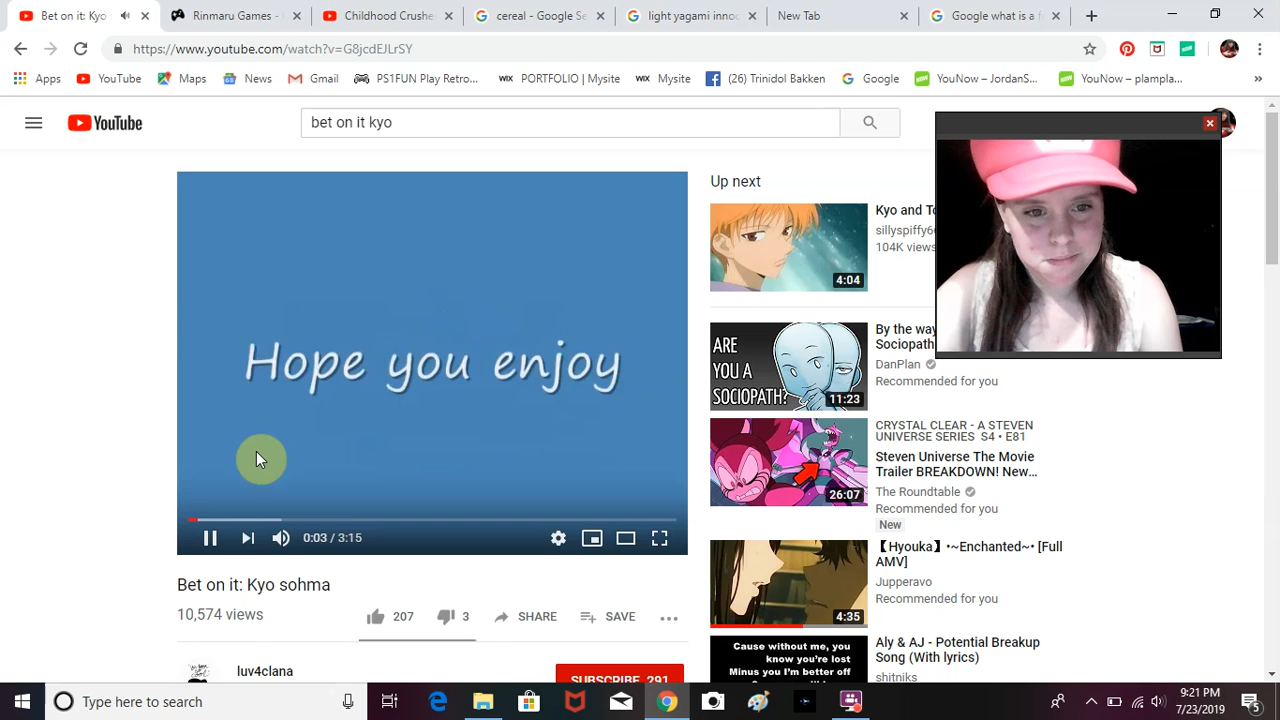 Bet on it: Kyo
Rinmaru Games -
Childhood Crushe
cereal - Google Se
light yagami innoc
New Tab
Google what is a f
https://www.youtube.com/watch?v=G8jcdEJLrSY
Apps
YouTube
Maps
News
Gmail
PS1FUN Play Retro...
WIX PORTFOLIO | Mysite
WIX Mysite
(26) Trinidol Bakken
Google
YouNow – JordanS...
YouNow – plampla...
»
YouTube
bet on it kyo
Up next
Hope you enjoy
0:03 / 3:15
Bet on it: Kyo sohma
10,574 views
207
3
SHARE
SAVE
luv4clana
SUBSCRIBE 291
Kyo and To
sillyspiffy6
104K views
4:04
ARE
YOU A
SOCIOPATH?
11:23
By the way
Sociopath
DanPlan
Recommended for you
26:07
CRYSTAL CLEAR - A STEVEN
UNIVERSE SERIES S4 • E81
Steven Universe The Movie
Trailer BREAKDOWN! New...
The Roundtable
New
4:35
【Hyouka】•~Enchanted~• [Full
AMV]
Jupperavo
Recommended for you
Cause without me, you
know you're lost
Minus you I'm better off
Aly & AJ - Potential Breakup
Song (With lyrics)
shitniks
Type here to search
9:21 PM
7/23/2019
5